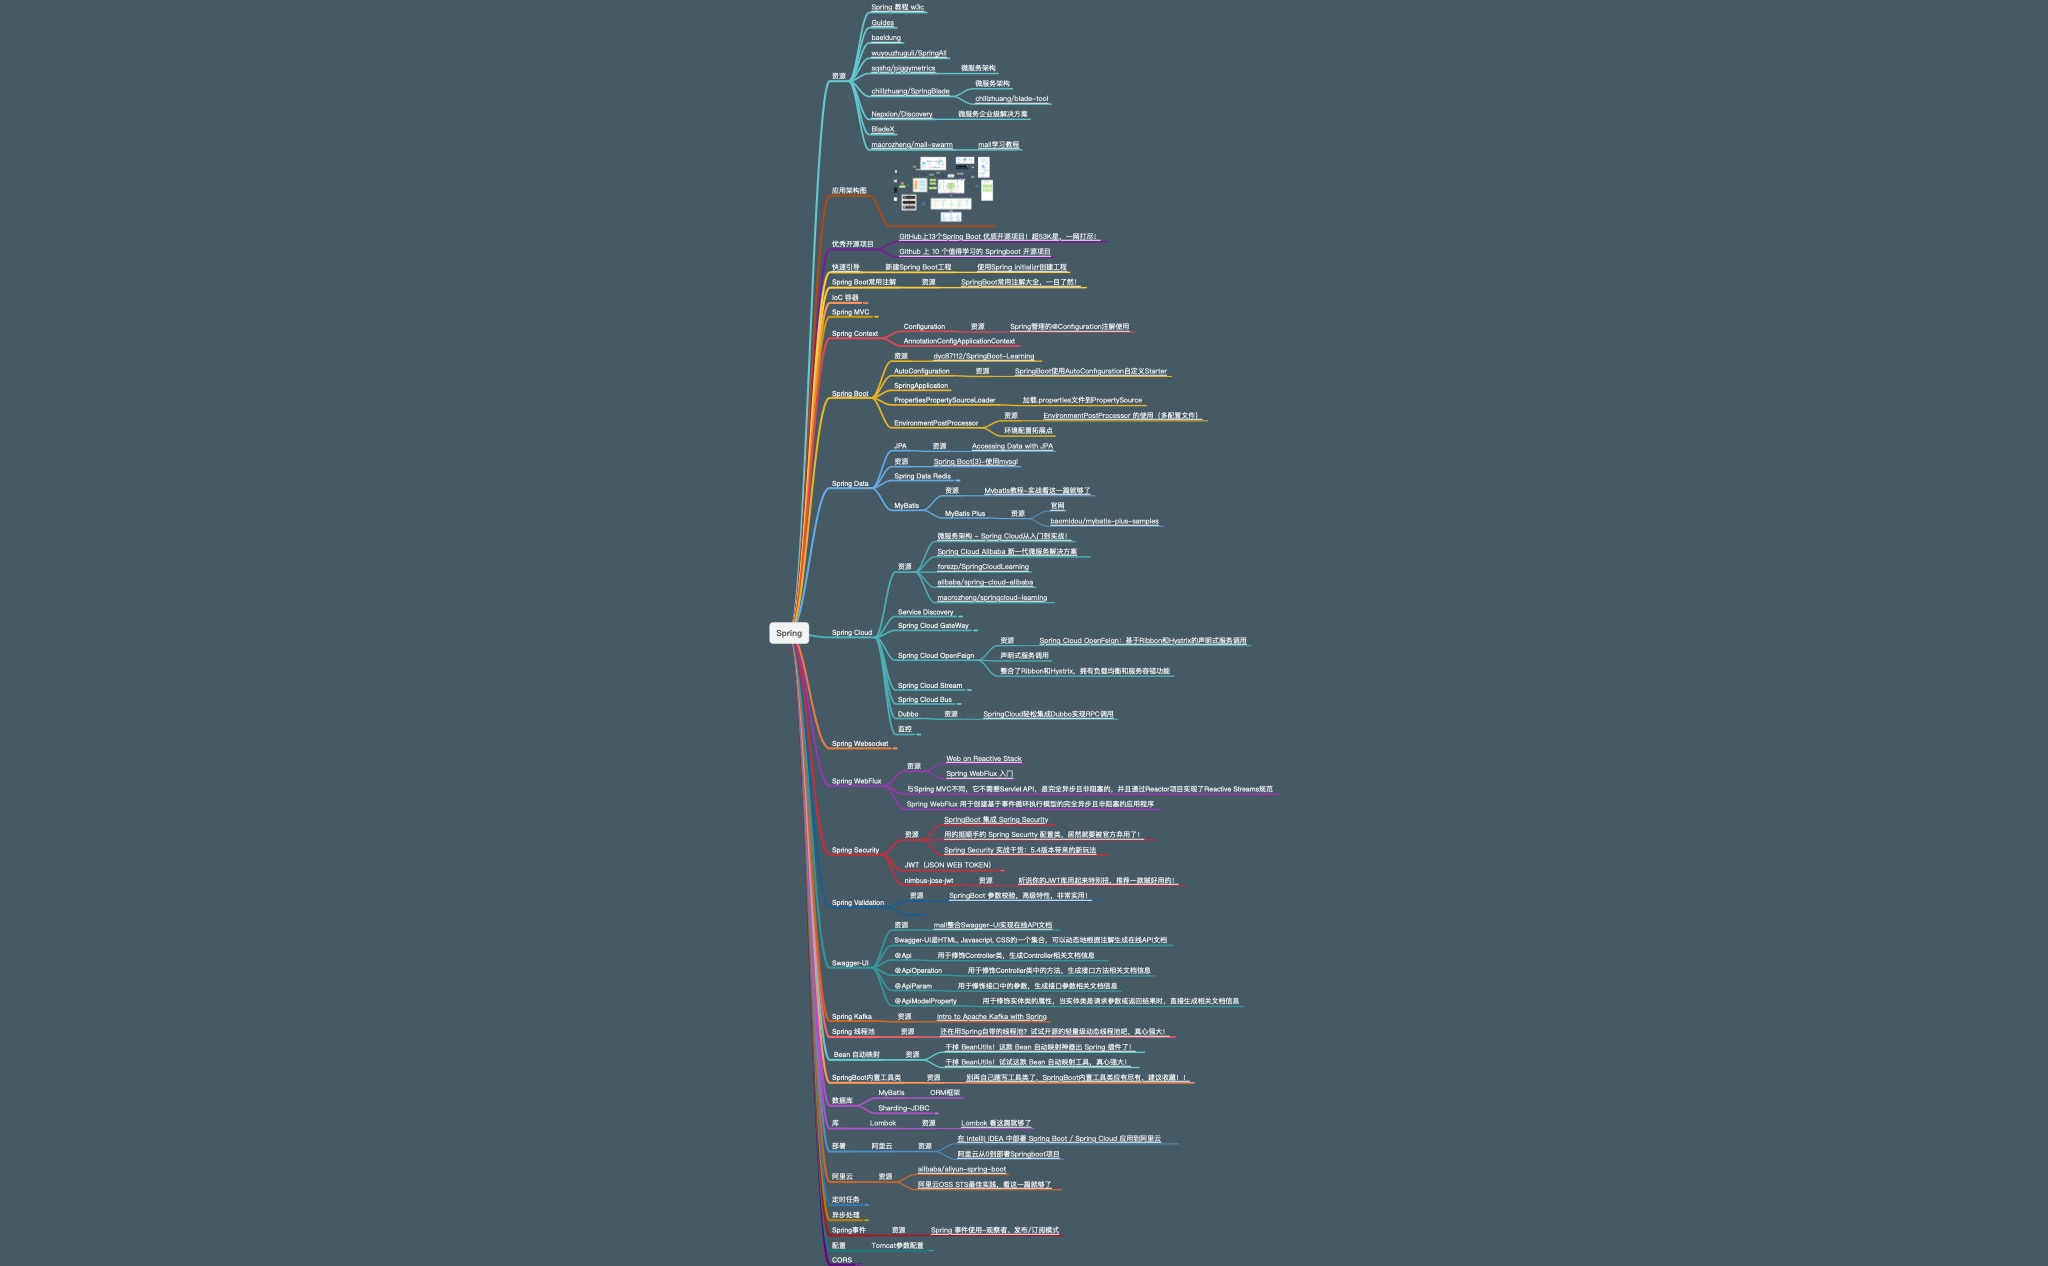 Spring
资源
Spring 教程 w3c
Guides
baeldung
wuyouzhuguli/SpringAll
sqshq/piggymetrics 微服务架构
chillzhuang/SpringBlade
微服务架构
chillzhuang/blade-tool
Nepxion/Discovery 微服务企业级解决方案
BladeX
macrozheng/mall-swarm mall学习教程
应用架构图
优秀开源项目
GitHub上13个Spring Boot 优质开源项目！超53K星，一网打尽！
Github 上 10 个值得学习的 Springboot 开源项目
快速引导 新建Spring Boot工程 使用Spring initializr创建工程
Spring Boot常用注解 资源 SpringBoot常用注解大全，一目了然！
IoC 容器
Spring MVC
Spring Context
Configuration 资源 Spring管理的@Configuration注解使用
AnnotationConfigApplicationContext
Spring Boot
资源 dyc87112/SpringBoot-Learning
AutoConfiguration 资源 SpringBoot使用AutoConfiguration自定义Starter
SpringApplication
PropertiesPropertySourceLoader 加载.properties文件到PropertySource
EnvironmentPostProcessor
资源 EnvironmentPostProcessor 的使用（多配置文件）
环境配置拓展点
Spring Data
JPA 资源 Accessing Data with JPA
资源 Spring Boot(3)-使用mysql
Spring Data Redis
MyBatis
资源 Mybatis教程-实战看这一篇就够了
MyBatis Plus 资源
官网
baomidou/mybatis-plus-samples
Spring Cloud
资源
微服务架构 - Spring Cloud从入门到实战！
Spring Cloud Alibaba 新一代微服务解决方案
forezp/SpringCloudLearning
alibaba/spring-cloud-alibaba
macrozheng/springcloud-learning
Service Discovery
Spring Cloud GateWay
Spring Cloud OpenFeign
资源 Spring Cloud OpenFeign：基于Ribbon和Hystrix的声明式服务调用
声明式服务调用
整合了Ribbon和Hystrix，拥有负载均衡和服务容错功能
Spring Cloud Stream
Spring Cloud Bus
Dubbo 资源 SpringCloud轻松集成Dubbo实现RPC调用
监控
Spring Websocket
Spring WebFlux
资源
Web on Reactive Stack
Spring WebFlux 入门
与Spring MVC不同，它不需要Servlet API，是完全异步且非阻塞的，并且通过Reactor项目实现了Reactive Streams规范
Spring WebFlux 用于创建基于事件循环执行模型的完全异步且非阻塞的应用程序
Spring Security
资源
SpringBoot 集成 Spring Security
用的挺顺手的 Spring Security 配置类，居然就要被官方弃用了！
Spring Security 实战干货：5.4版本带来的新玩法
JWT（JSON WEB TOKEN）
nimbus-jose-jwt 资源 听说你的JWT库用起来特别扭，推荐一款贼好用的！
Spring Validation
资源 SpringBoot 参数校验，高级特性，非常实用！
Swagger-UI
资源 mall整合Swagger-UI实现在线API文档
Swagger-UI是HTML, Javascript, CSS的一个集合，可以动态地根据注解生成在线API文档
@Api 用于修饰Controller类，生成Controller相关文档信息
@ApiOperation 用于修饰Controller类中的方法，生成接口方法相关文档信息
@ApiParam 用于修饰接口中的参数，生成接口参数相关文档信息
@ApiModelProperty 用于修饰实体类的属性，当实体类是请求参数或返回结果时，直接生成相关文档信息
Spring Kafka 资源 Intro to Apache Kafka with Spring
Spring 线程池 资源 还在用Spring自带的线程池？试试开源的轻量级动态线程池吧，真心强大！
Bean 自动映射 资源
干掉 BeanUtils！这款 Bean 自动映射神器出 Spring 插件了！
干掉 BeanUtils！试试这款 Bean 自动映射工具，真心强大！
SpringBoot内置工具类 资源 别再自己瞎写工具类了，SpringBoot内置工具类应有尽有，建议收藏！！
数据库
MyBatis ORM框架
Sharding-JDBC
库 Lombok 资源 Lombok 看这篇就够了
部署 阿里云 资源
在 Intellij IDEA 中部署 Spring Boot / Spring Cloud 应用到阿里云
阿里云从0到部署Springboot项目
阿里云 资源
alibaba/aliyun-spring-boot
阿里云OSS STS最佳实践，看这一篇就够了
定时任务
异步处理
Spring事件 资源 Spring 事件使用-观察者、发布/订阅模式
配置 Tomcat参数配置
CORS